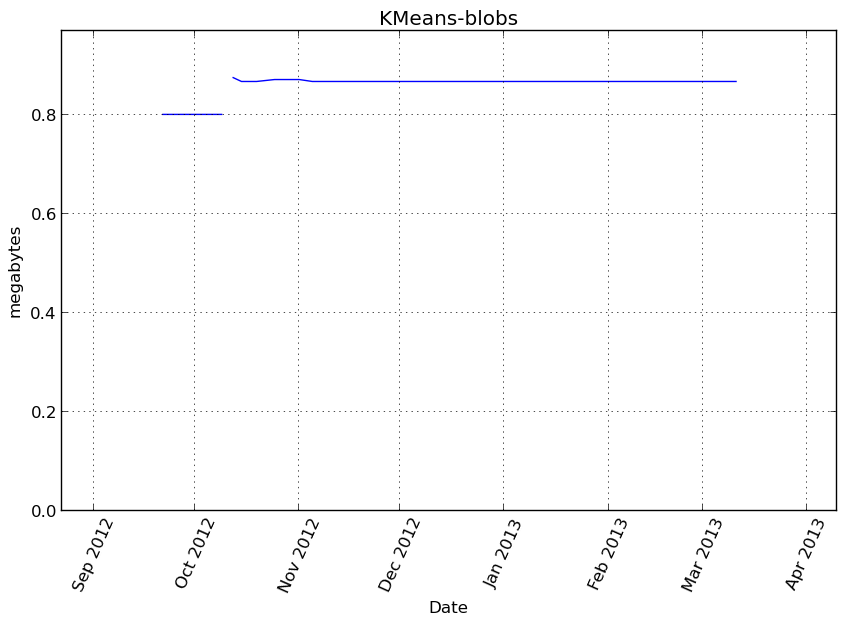 KMeans-blobs
megabytes
0.8
0.6
0.4
0.2
0.0
Sep 2012
Oct 2012
Nov 2012
Dec 2012
Jan 2013
Feb 2013
Mar 2013
Apr 2013
Date